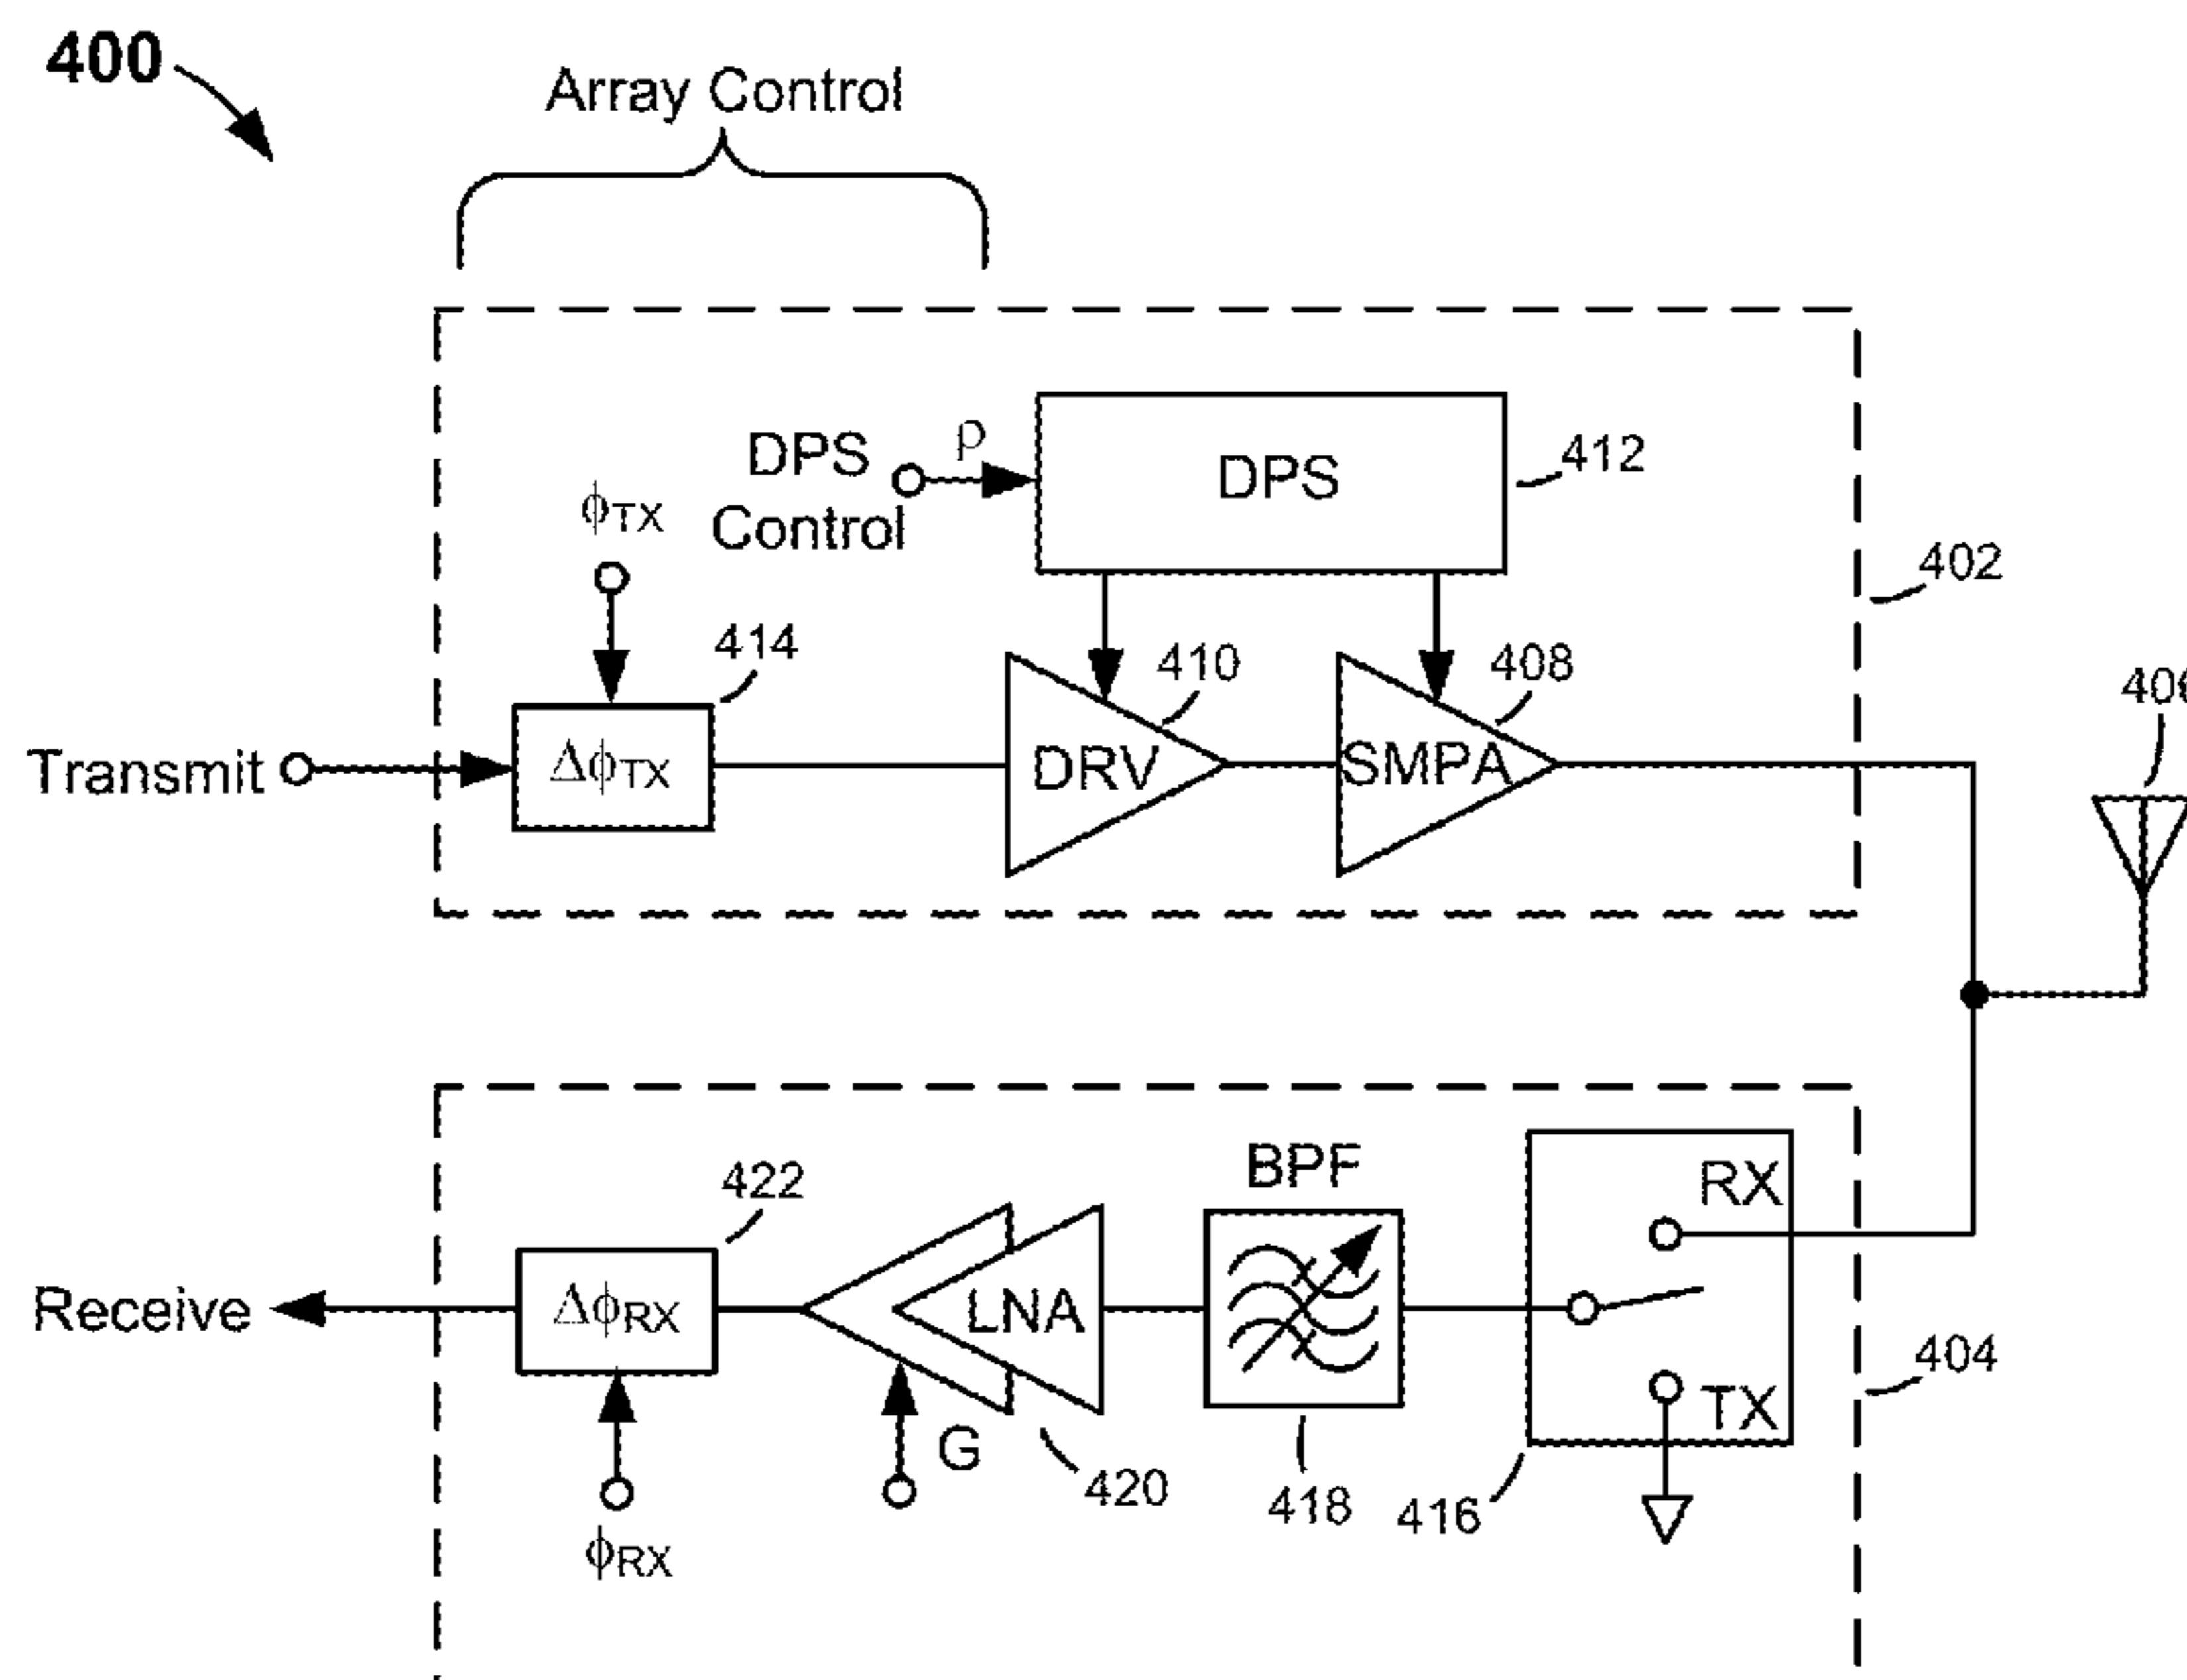 400
Array Control
DPS
Control
ρ
DPS
412
ϕTX
402
414
410
408
Transmit
ΔϕTX
DRV
SMPA
BPF
RX
422
Receive
ΔϕRX
LNA
404
TX
G
420
418
416
ϕRX